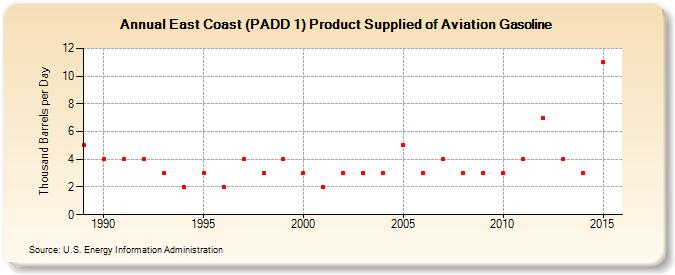 Annual East Coast (PADD 1) Product Supplied of Aviation Gasoline
Thousand Barrels per Day
12
10
8
6
4
2
0
1990 1995 2000 2005 2010 2015
Source: U.S. Energy Information Administration